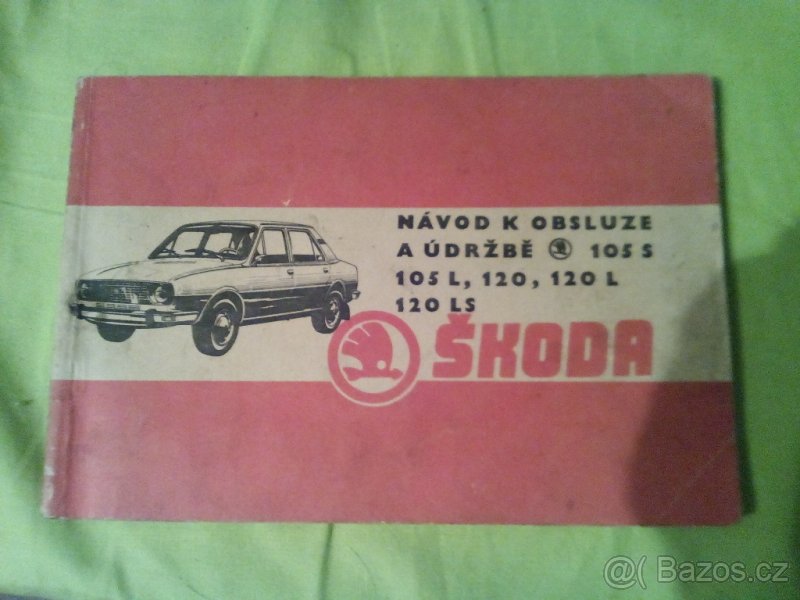 NÁVOD K OBSLUZE
A ÚDRŽBĚ 105 S
105 L, 120, 120 L
120 LS
ŠKODA
@( Bazos.cz